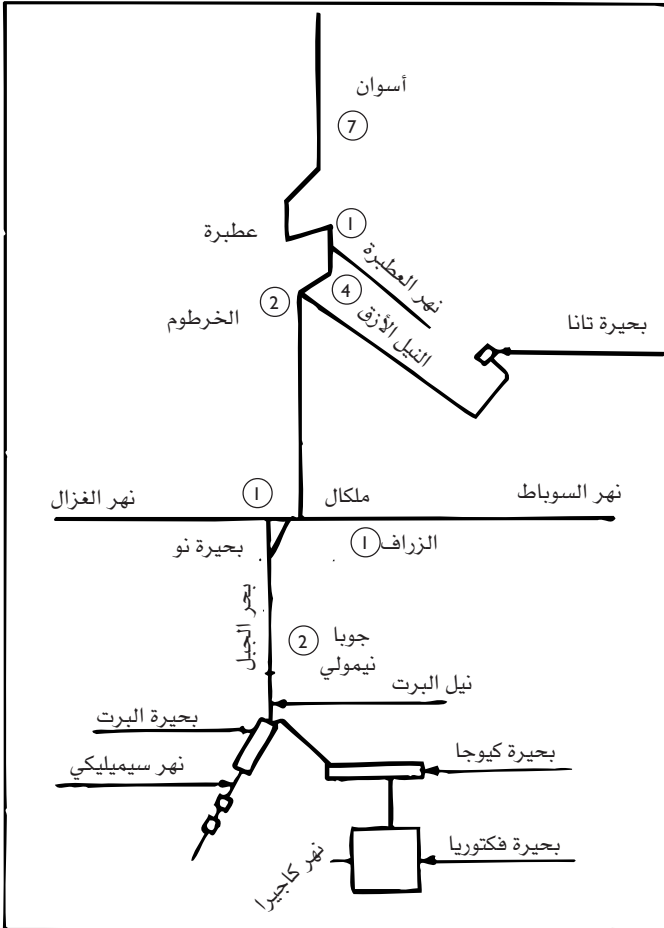 أسوان
7
عطبرة
1
نهر العطبرة
4
2
الخرطوم
النيل الأزق
بحيرة تانا
نهر الغزال
1
ملكال
نهر السوباط
بحيرة نو
1
الزراف
بحر الجبل
2
جوبا
نيمولي
نيل البرت
بحيرة البرت
بحيرة كيوجا
نهر سيميليكي
بحيرة فكتوريا
نهر كاجيرا